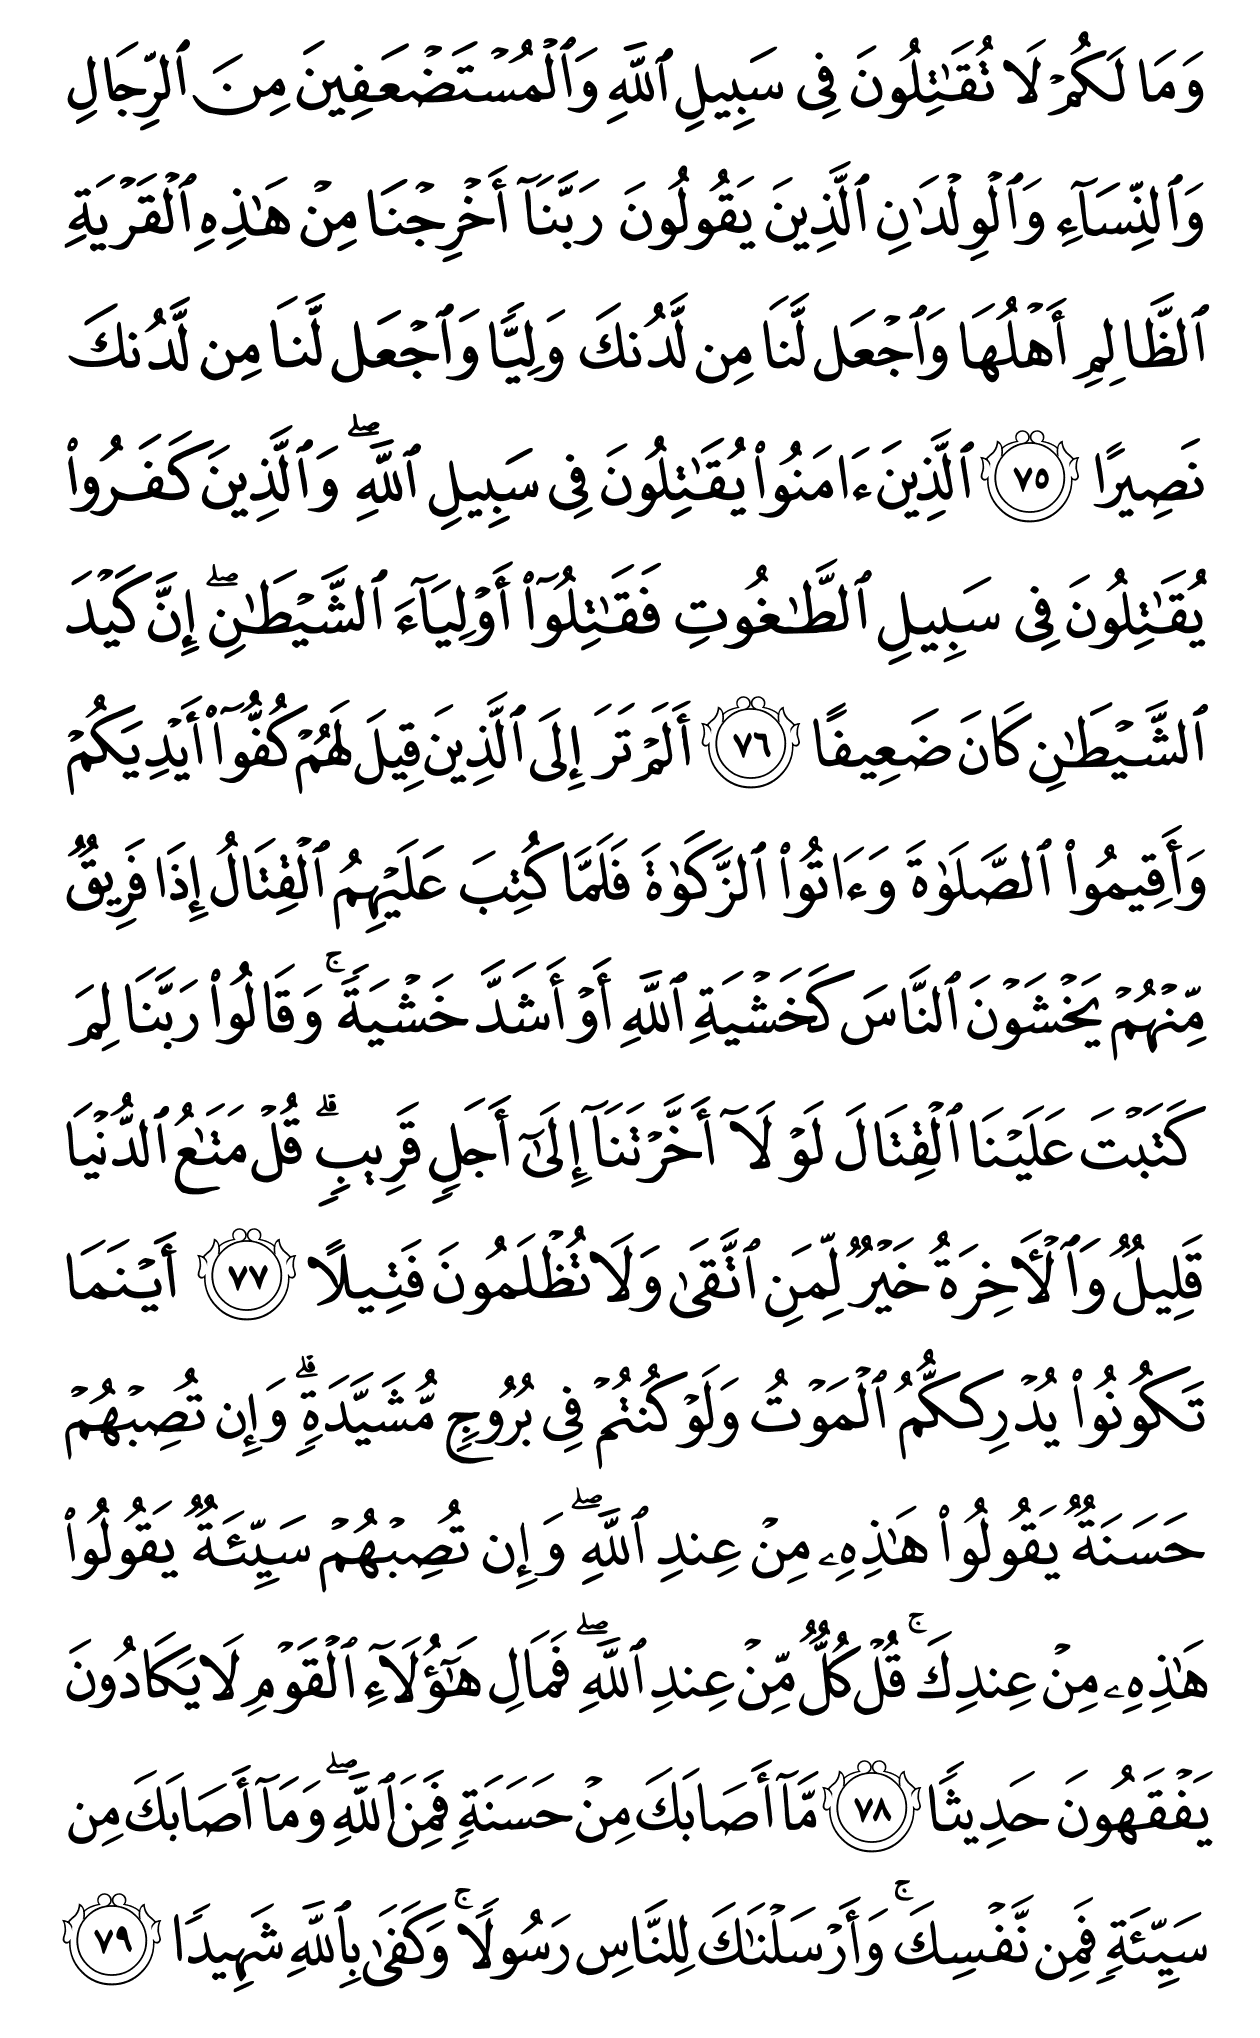 وَمَا لَكُمۡ لَا تُقَٰتِلُونَ فِي سَبِيلِ ٱللَّهِ وَٱلۡمُسۡتَضۡعَفِينَ مِنَ ٱلرِّجَالِ
وَٱلنِّسَآءِ وَٱلۡوِلۡدَٰنِ ٱلَّذِينَ يَقُولُونَ رَبَّنَآ أَخۡرِجۡنَا مِنۡ هَٰذِهِ ٱلۡقَرۡيَةِ
ٱلظَّالِمِ أَهۡلُهَا وَٱجۡعَل لَّنَا مِن لَّدُنكَ وَلِيّٗا وَٱجۡعَل لَّنَا مِن لَّدُنكَ
نَصِيرًا ٧٥ ٱلَّذِينَ ءَامَنُواْ يُقَٰتِلُونَ فِي سَبِيلِ ٱللَّهِۖ وَٱلَّذِينَ كَفَرُواْ
يُقَٰتِلُونَ فِي سَبِيلِ ٱلطَّٰغُوتِ فَقَٰتِلُوٓاْ أَوۡلِيَآءَ ٱلشَّيۡطَٰنِۖ إِنَّ كَيۡدَ
ٱلشَّيۡطَٰنِ كَانَ ضَعِيفًا ٧٦ أَلَمۡ تَرَ إِلَى ٱلَّذِينَ قِيلَ لَهُمۡ كُفُّوٓاْ أَيۡدِيَكُمۡ
وَأَقِيمُواْ ٱلصَّلَوٰةَ وَءَاتُواْ ٱلزَّكَوٰةَ فَلَمَّا كُتِبَ عَلَيۡهِمُ ٱلۡقِتَالُ إِذَا فَرِيقٞ
مِّنۡهُمۡ يَخۡشَوۡنَ ٱلنَّاسَ كَخَشۡيَةِ ٱللَّهِ أَوۡ أَشَدَّ خَشۡيَةٗۚ وَقَالُواْ رَبَّنَا لِمَ
كَتَبۡتَ عَلَيۡنَا ٱلۡقِتَالَ لَوۡلَآ أَخَّرۡتَنَآ إِلَىٰٓ أَجَلٖ قَرِيبٖۗ قُلۡ مَتَٰعُ ٱلدُّنۡيَا
قَلِيلٞ وَٱلۡأٓخِرَةُ خَيۡرٞ لِّمَنِ ٱتَّقَىٰ وَلَا تُظۡلَمُونَ فَتِيلًا ٧٧ أَيۡنَمَا
تَكُونُواْ يُدۡرِككُّمُ ٱلۡمَوۡتُ وَلَوۡ كُنتُمۡ فِي بُرُوجٖ مُّشَيَّدَةٖۗ وَإِن تُصِبۡهُمۡ
حَسَنَةٞ يَقُولُواْ هَٰذِهِۦ مِنۡ عِندِ ٱللَّهِۖ وَإِن تُصِبۡهُمۡ سَيِّئَةٞ يَقُولُواْ
هَٰذِهِۦ مِنۡ عِندِكَۚ قُلۡ كُلّٞ مِّنۡ عِندِ ٱللَّهِۖ فَمَالِ هَٰٓؤُلَآءِ ٱلۡقَوۡمِ لَا يَكَادُونَ
يَفۡقَهُونَ حَدِيثٗا ٧٨ مَّآ أَصَابَكَ مِنۡ حَسَنَةٖ فَمِنَ ٱللَّهِۖ وَمَآ أَصَابَكَ مِن
سَيِّئَةٖ فَمِن نَّفۡسِكَۚ وَأَرۡسَلۡنَٰكَ لِلنَّاسِ رَسُولٗاۚ وَكَفَىٰ بِٱللَّهِ شَهِيدٗا ٧٩